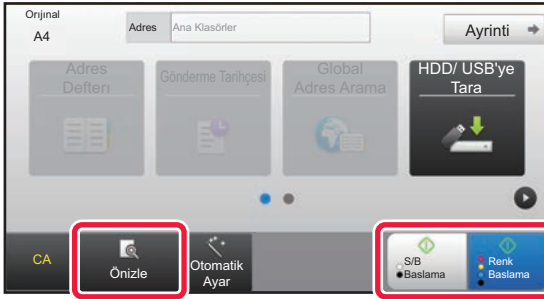 Orijinal
A4
Adres
Ana Klasörler
Ayrinti
Adres
Defteri
Gönderme Tarihçesi
Global
Adres Arama
HDD/ USB'ye
Tara
CA
Önizle
Otomatik
Ayar
S/B
Baslama
Renk
Baslama